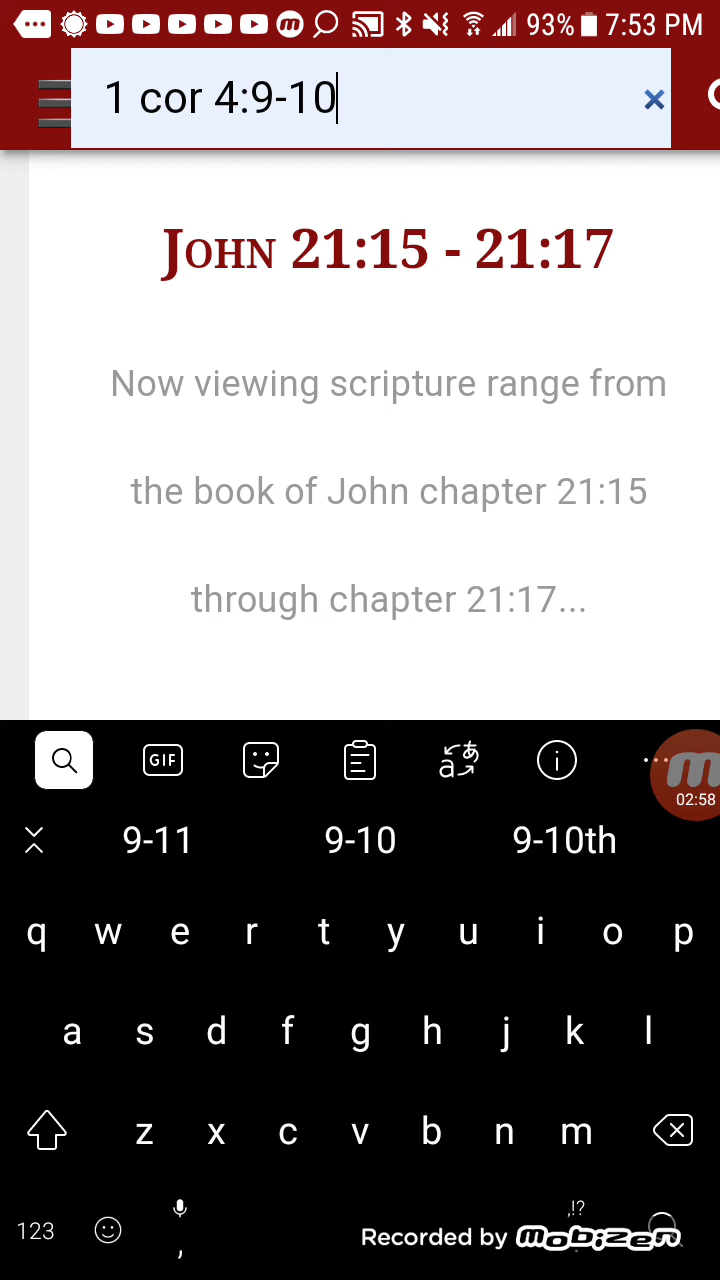 93% 7:53 PM
1 cor 4:9-10
John 21:15 - 21:17
Now viewing scripture range from
the book of John chapter 21:15
through chapter 21:17...
GIF
02:58
9-11 9-10 9-10th
q w e r t y u i o p
a s d f g h j k l
z x c v b n m
,!?
123 ,
Recorded by mobizen